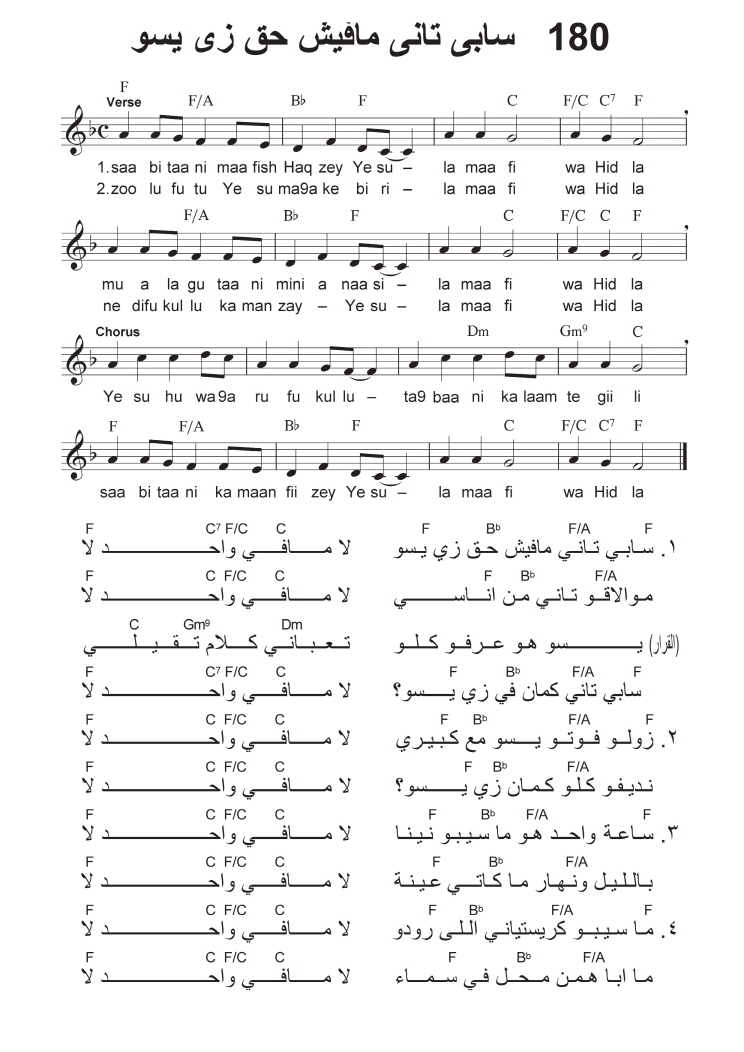 180 سابى تانى مافيش حق زى يسو
F
Verse F/A B♭ F C F/C C7 F
1.saa bi taa ni maa fish Haq zey Ye su – la maa fi wa Hid la
2.zoo lu fu tu Ye su ma9a ke bi ri – la maa fi wa Hid la
F/A B♭ F C F/C C F
mu a la gu taa ni mini a naa si – la maa fi wa Hid la
ne difu kul lu ka man zay – Ye su – la maa fi wa Hid la
Chorus Dm Gm9 C
Ye su hu wa9a ru fu kul lu – ta9 baa ni ka laam te gii li
F F/A B♭ F C F/C C7 F
saa bi taa ni ka maan fii zey Ye su – la maa fi wa Hid la
F C7 F/C C F Bb F/A F
١. سابي تاني مافيش حق زي يسو لا مافي واحد لا
F C F/C C F Bb F/A
موالاقو تاني من اناسي لا مافي واحد لا
C Gm9 Dm
(القرار) يسو هو عرفو كلو تعباني كلام تقيلي
F C7 F/C C F Bb F/A F
سابي تاني كمان في زي يسو؟ لا مافي واحد لا
F C F/C C F Bb F/A F
٢. زولو فوتو يسو مع كبيري لا مافي واحد لا
F C F/C C F Bb F/A
نديفو كلو كمان زي يسو؟ لا مافي واحد لا
F C F/C C F Bb F/A F
٣. ساعة واحد هو ما سيبو نينا لا مافي واحد لا
F C F/C C F Bb F/A
بالليل ونهار ما كاتي عينة لا مافي واحد لا
F C F/C C F Bb F/A F
٤. ما سيبو كريستياني اللى رودو لا مافي واحد لا
F C F/C C F Bb F/A
ما ابا همن محل في سماء لا مافي واحد لا